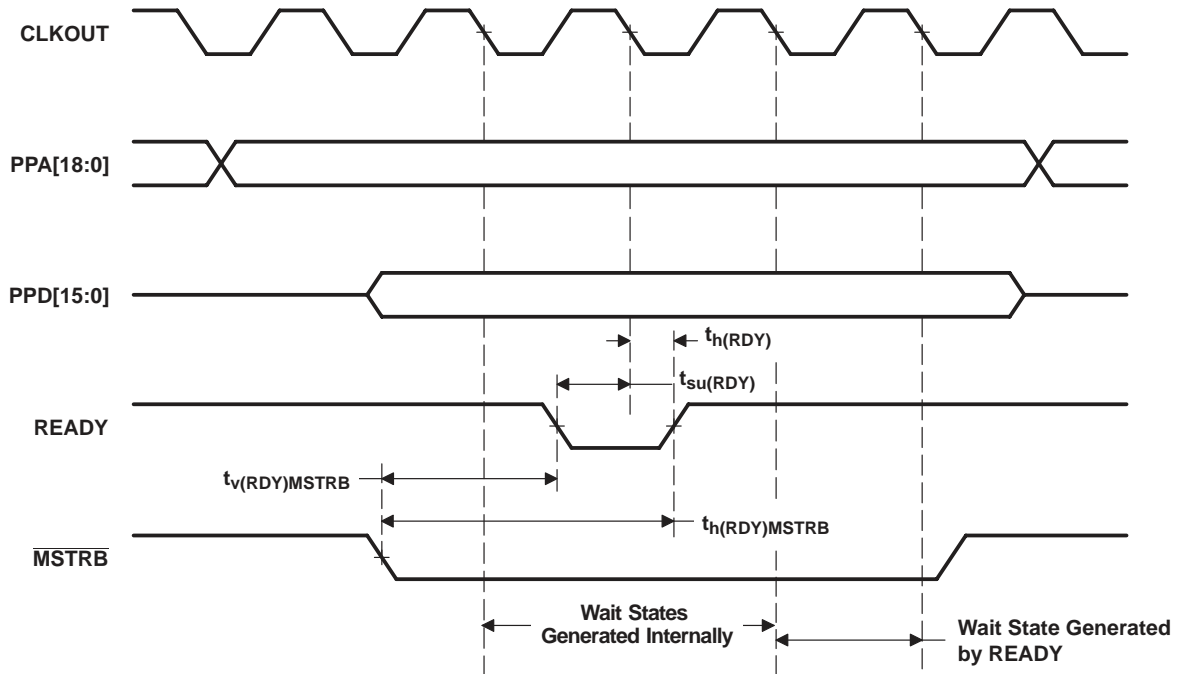 CLKOUT
PPA[18:0]
PPD[15:0]
th(RDY)
tsu(RDY)
READY
tv(RDY)MSTRB
th(RDY)MSTRB
MSTRB
Wait States
Generated Internally
Wait State Generated
by READY